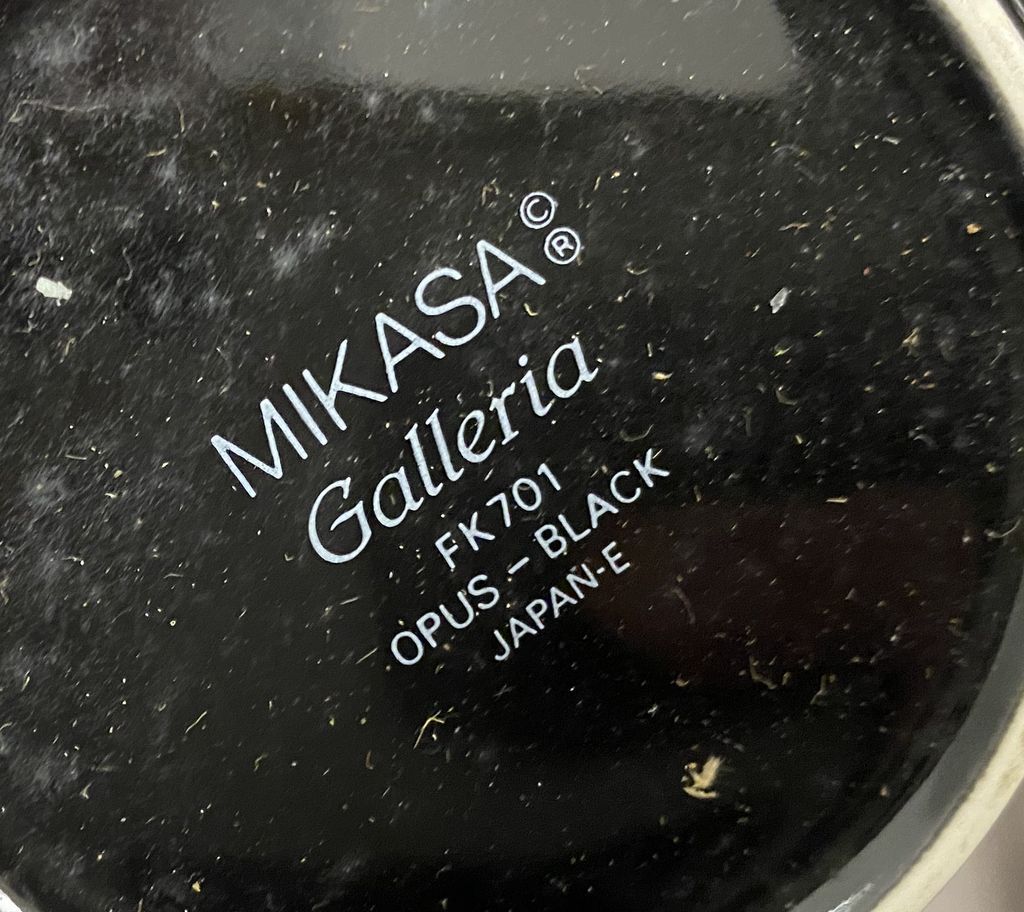 MIKASA ©®
Galleria
FK701
OPUS - BLACK
JAPAN-E